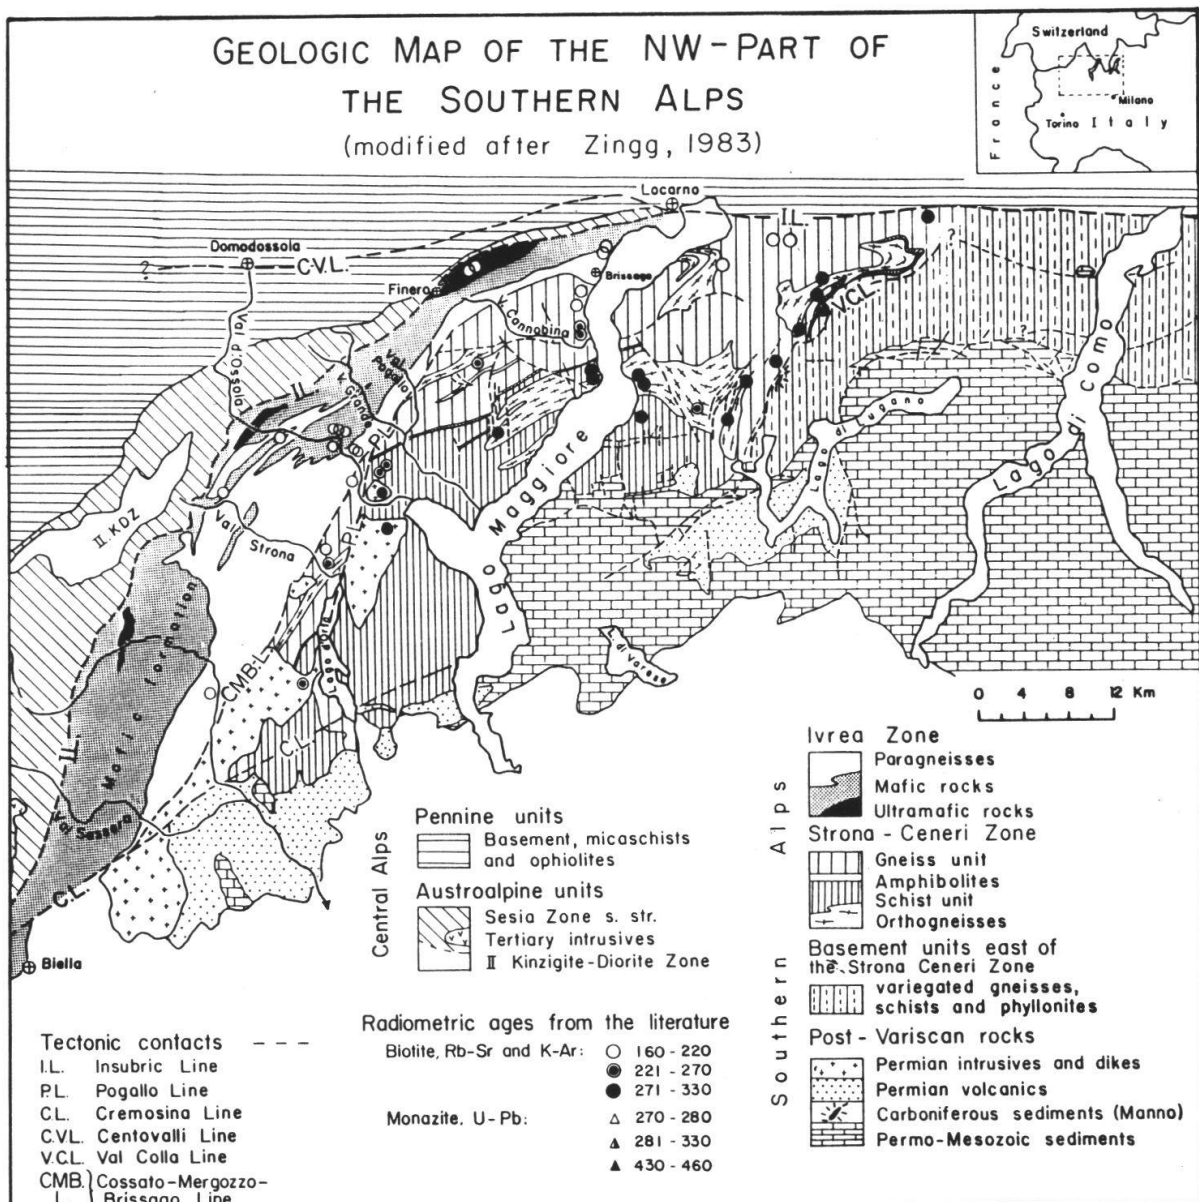 GEOLOGIC MAP OF THE NW-PART OF
THE SOUTHERN ALPS
(modified after Zingg, 1983)
Switzerland
France
Milano
Torino
Italy
Locarno
I.L.
Domodossola
?
C.V.L.
Finero
Brissago
?
V.C.L.
Cannobina
Val d'Ossola
Val Pogallo
V. Grande
I.L.
P.L.
?
Lago di Como
Lago di Lugano
Lago Maggiore
II. KDZ
Val Strona
P.L.
Lago d'Orta
L. di Varese
Mafic formation
CMB.L.
I.L.
C.L.
Val Sessera
C.L.
Biella
0 4 8 12 Km
Central Alps
Pennine units
Basement, micaschists
and ophiolites
Austroalpine units
Sesia Zone s. str.
Tertiary intrusives
II Kinzigite-Diorite Zone
Southern Alps
Ivrea Zone
Paragneisses
Mafic rocks
Ultramafic rocks
Strona-Ceneri Zone
Gneiss unit
Amphibolites
Schist unit
Orthogneisses
Basement units east of
the Strona Ceneri Zone
variegated gneisses,
schists and phyllonites
Post-Variscan rocks
Permian intrusives and dikes
Permian volcanics
Carboniferous sediments (Manno)
Permo-Mesozoic sediments
Radiometric ages from the literature
Biotite, Rb-Sr and K-Ar: 160-220
221-270
271-330
Monazite, U-Pb: 270-280
281-330
430-460
Tectonic contacts
I.L. Insubric Line
P.L. Pogallo Line
C.L. Cremosina Line
C.V.L. Centovalli Line
V.C.L. Val Colla Line
CMB. Cossato-Mergozzo-
L. Brissago Line